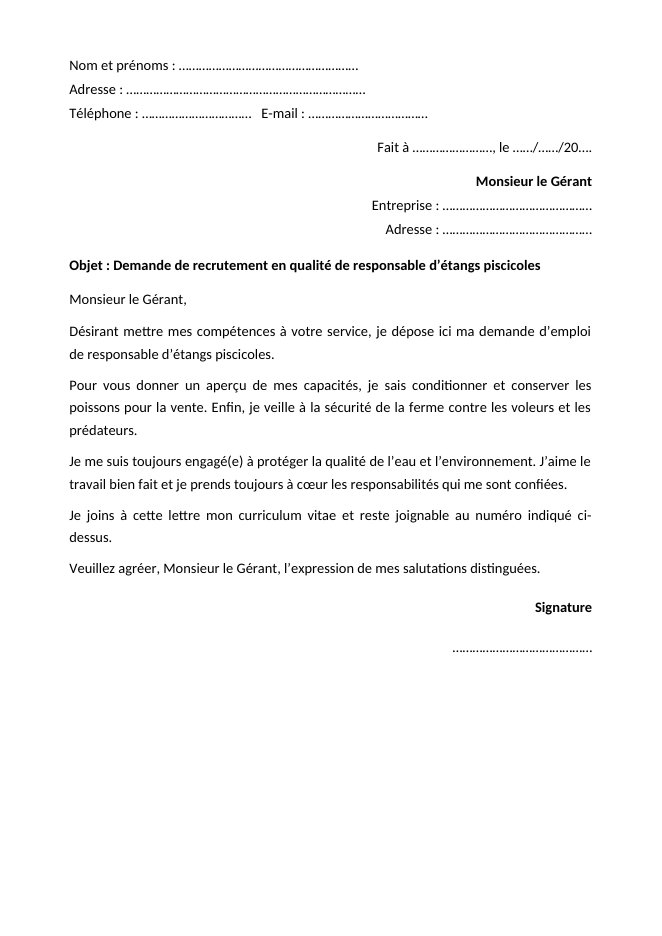 Nom et prénoms : ………………………………………………
Adresse : ………………………………………………………………
Téléphone : …………………………… E-mail : ………………………………
Fait à ……………………, le ……/……/20….
Monsieur le Gérant
Entreprise : ………………………………………
Adresse : ………………………………………
Objet : Demande de recrutement en qualité de responsable d’étangs piscicoles
Monsieur le Gérant,
Désirant mettre mes compétences à votre service, je dépose ici ma demande d’emploi
de responsable d’étangs piscicoles.
Pour vous donner un aperçu de mes capacités, je sais conditionner et conserver les
poissons pour la vente. Enfin, je veille à la sécurité de la ferme contre les voleurs et les
prédateurs.
Je me suis toujours engagé(e) à protéger la qualité de l’eau et l’environnement. J’aime le
travail bien fait et je prends toujours à cœur les responsabilités qui me sont confiées.
Je joins à cette lettre mon curriculum vitae et reste joignable au numéro indiqué ci-
dessus.
Veuillez agréer, Monsieur le Gérant, l’expression de mes salutations distinguées.
Signature
……………………………………